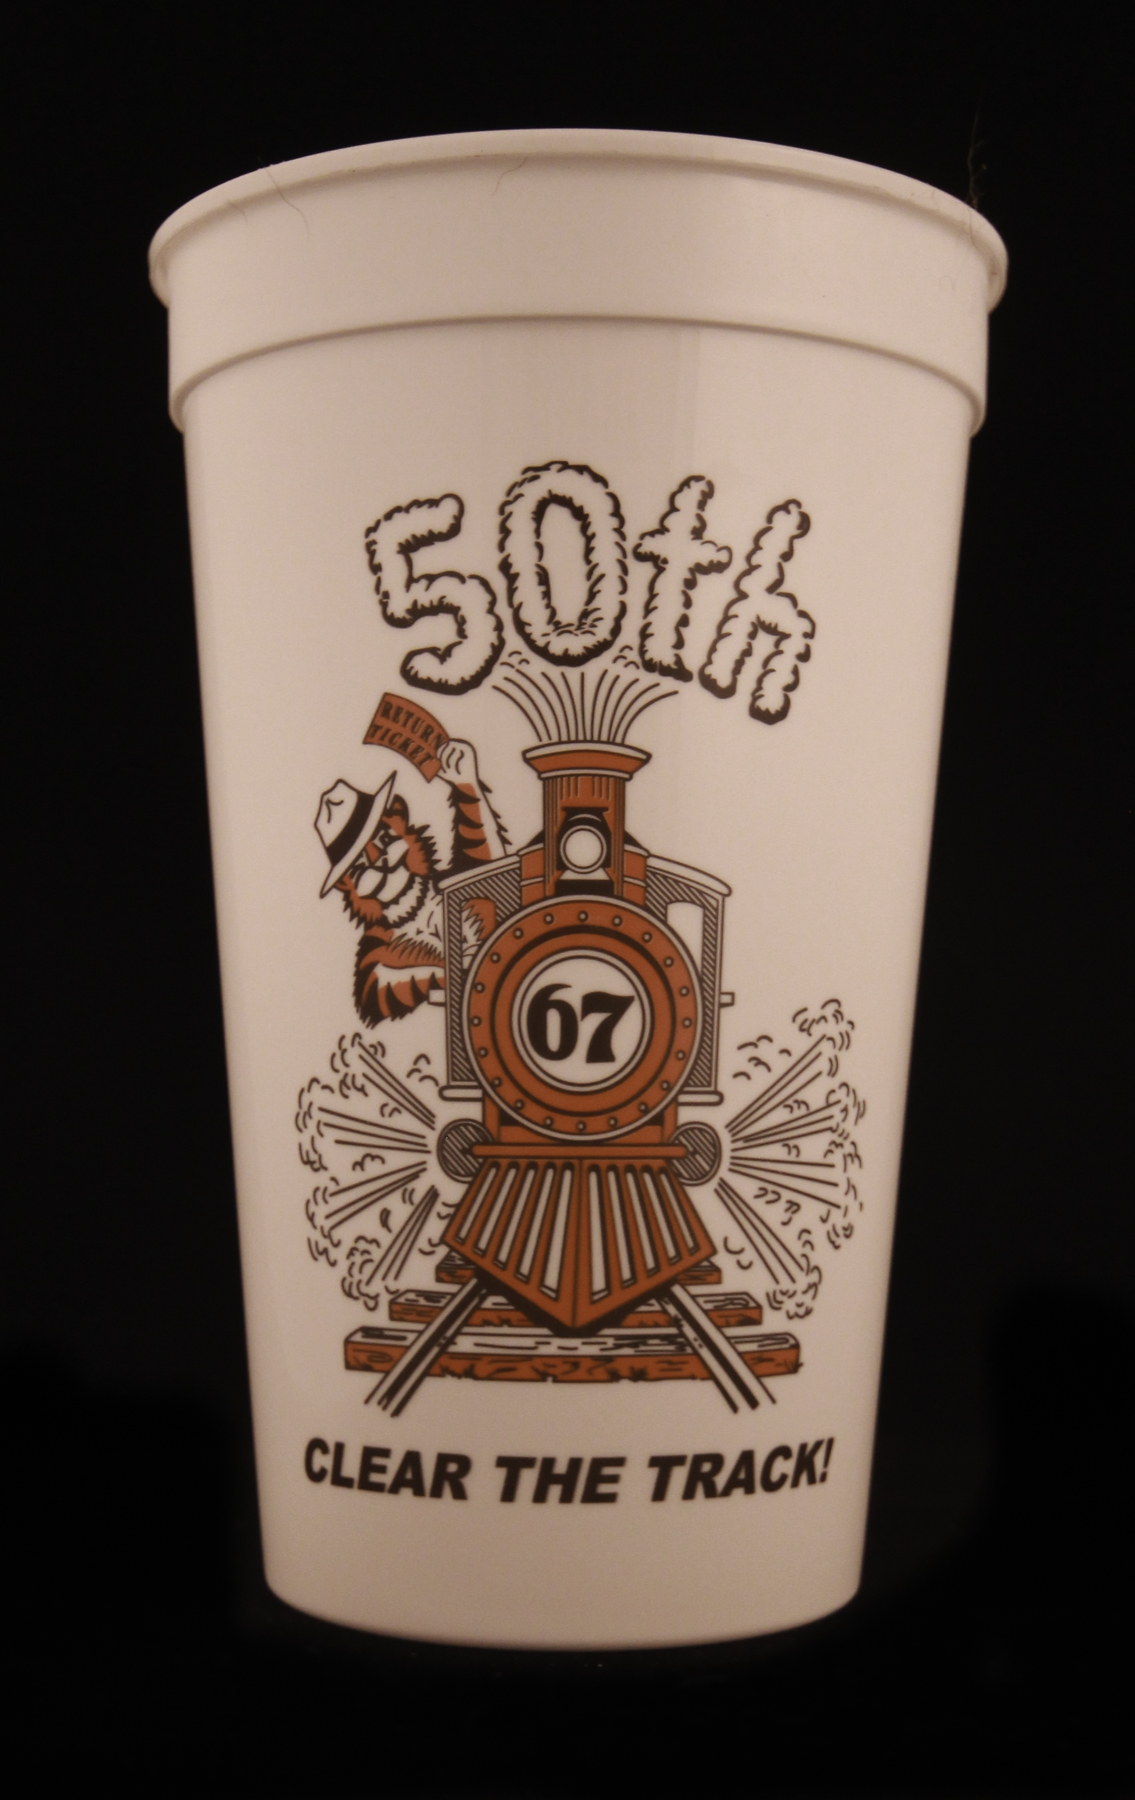 50th
RETURN
TICKET
67
CLEAR THE TRACK!